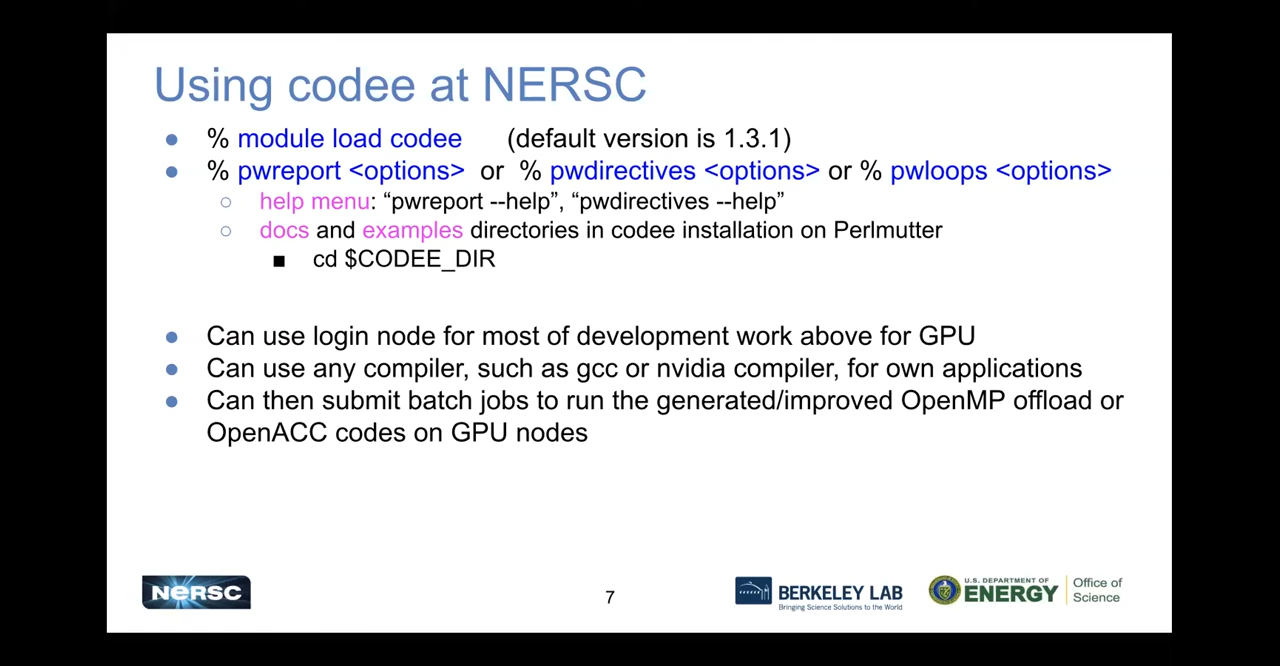 Using codee at NERSC
● % module load codee (default version is 1.3.1)
● % pwreport <options> or % pwdirectives <options> or % pwloops <options>
○ help menu: “pwreport --help”, “pwdirectives --help”
○ docs and examples directories in codee installation on Perlmutter
■ cd $CODEE_DIR
● Can use login node for most of development work above for GPU
● Can use any compiler, such as gcc or nvidia compiler, for own applications
● Can then submit batch jobs to run the generated/improved OpenMP offload or
OpenACC codes on GPU nodes
NERSC
7
BERKELEY LAB
Bringing Science Solutions to the World
U.S. DEPARTMENT OF
ENERGY
Office of
Science